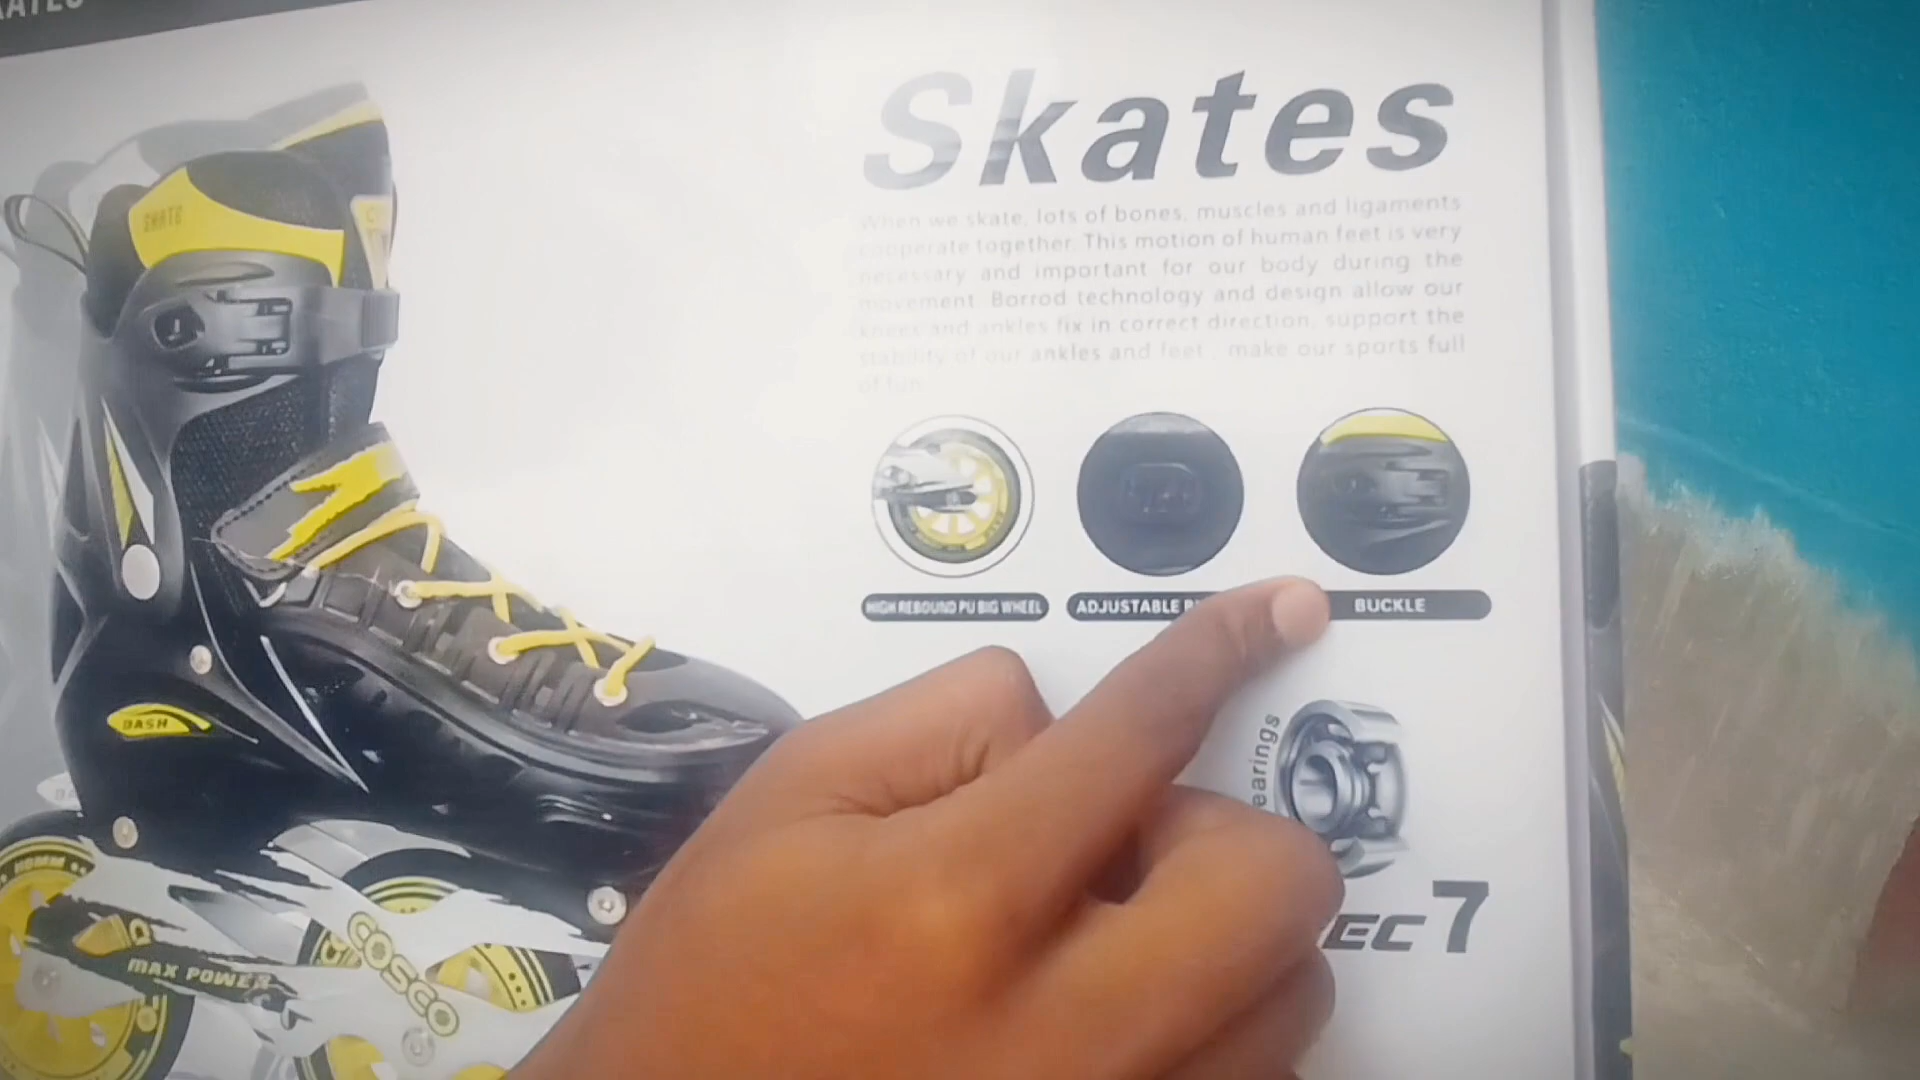 SKATES
Skates
When we skate, lots of bones, muscles and ligaments
cooperate together. This motion of human feet is very
necessary and important for our body during the
movement. Borrod technology and design allow our
knees and ankles fix in correct direction, support the
stability of our ankles and feet , make our sports full
of fun.
SKATE
HIGH REBOUND PU BIG WHEEL
ADJUSTABLE
BUCKLE
DASH
earings
EC7
MAX POWER
COSCO